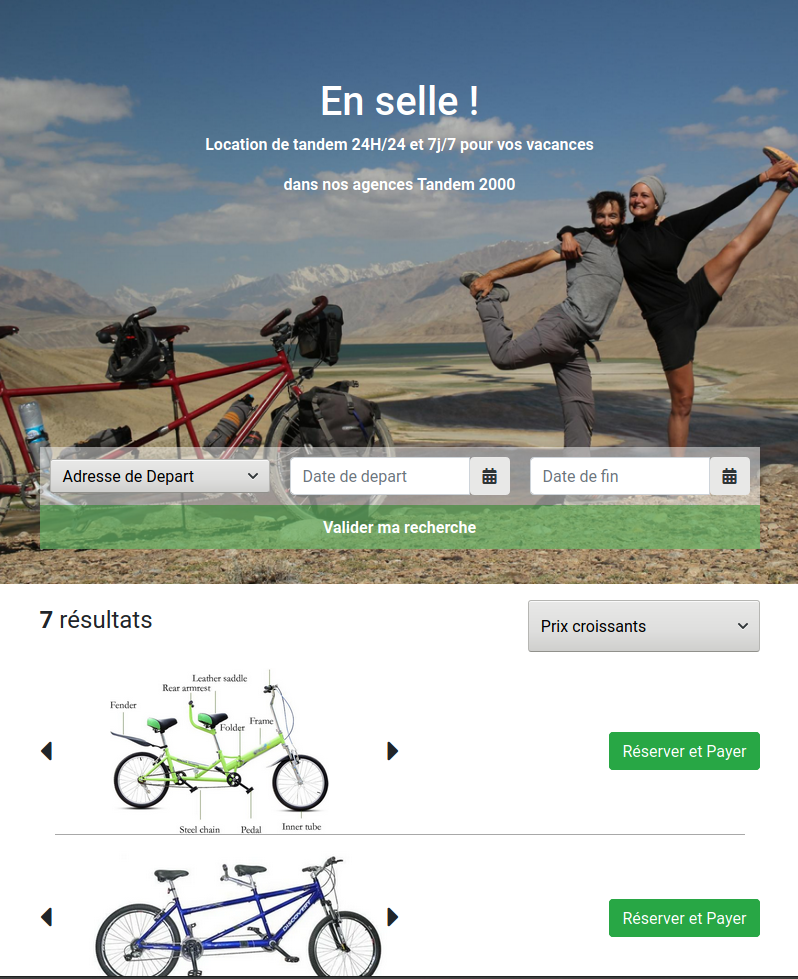 En selle !
Location de tandem 24H/24 et 7j/7 pour vos vacances
dans nos agences Tandem 2000
Adresse de Depart
Date de depart
Date de fin
Valider ma recherche
7 résultats
Prix croissants
Leather saddle
Rear armrest
Fender
Folder
Frame
Steel chain
Pedal
Inner tube
Réserver et Payer
DISCOVERY
Réserver et Payer